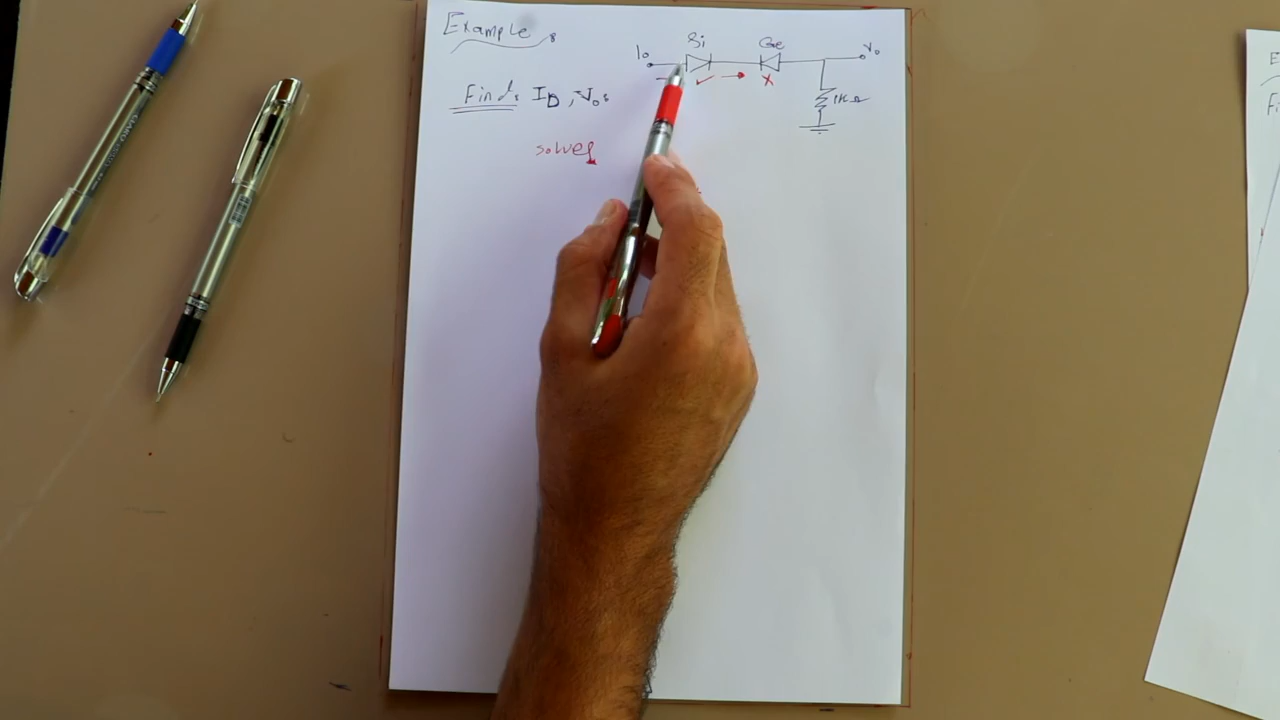 Example:
10 Si Ge Vo
Find: ID, Vo:
1KΩ
solve: